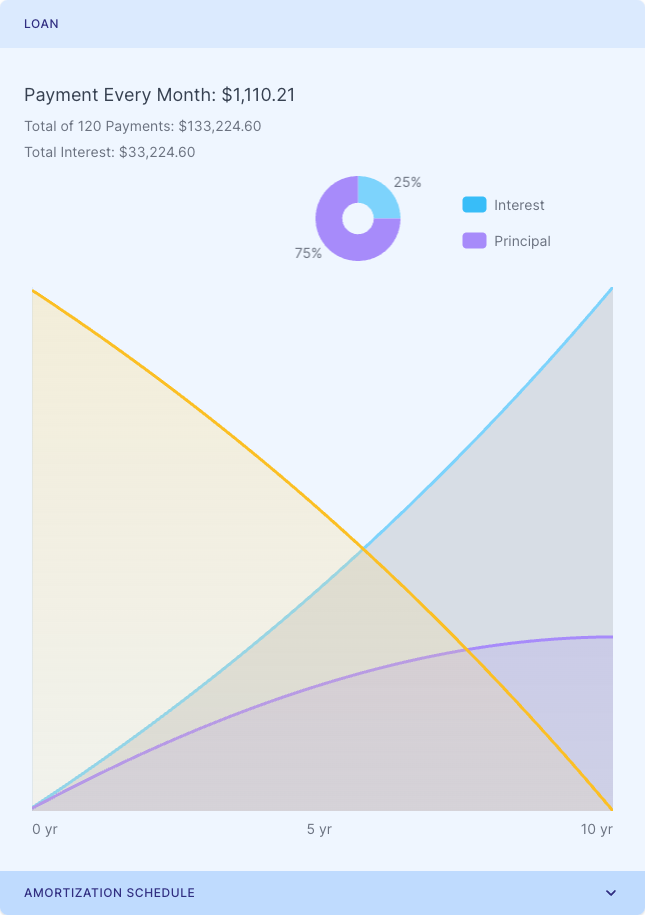 LOAN
Payment Every Month: $1,110.21
Total of 120 Payments: $133,224.60
Total Interest: $33,224.60
25%
Interest
Principal
75%
0 yr 5 yr 10 yr
AMORTIZATION SCHEDULE